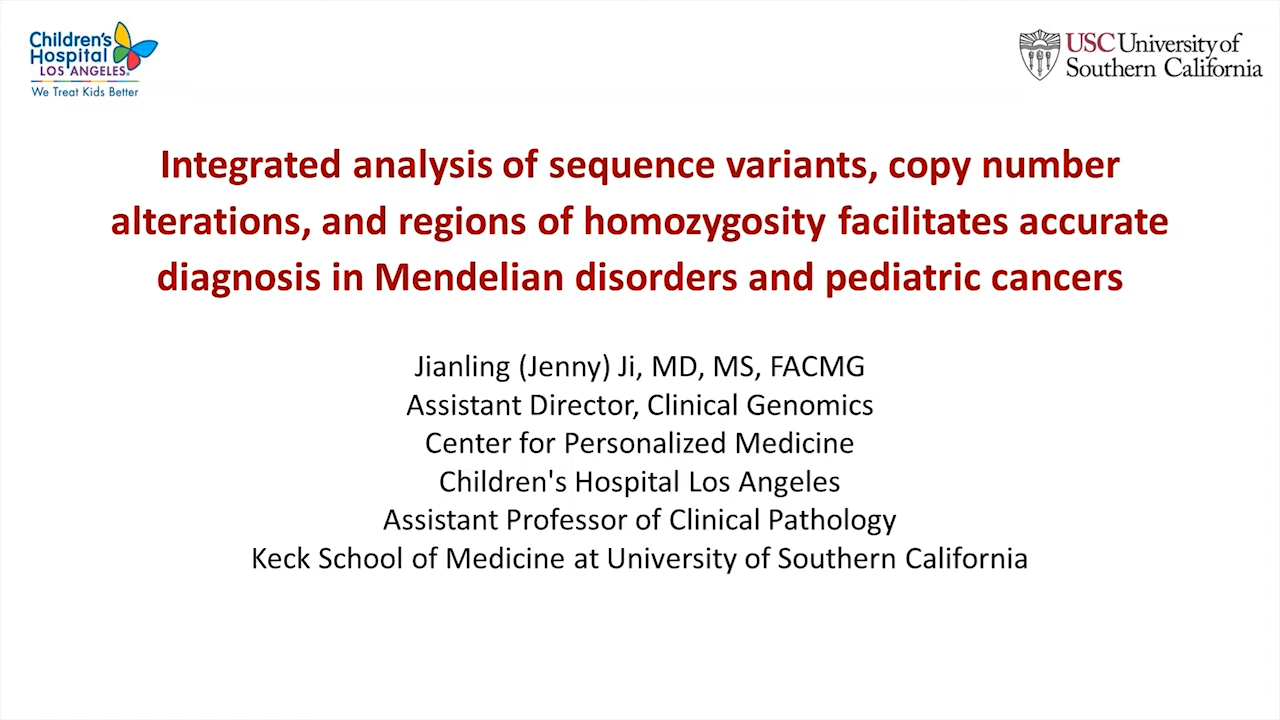 Children's
Hospital
LOS ANGELES®
We Treat Kids Better
USC University of
Southern California
Integrated analysis of sequence variants, copy number
alterations, and regions of homozygosity facilitates accurate
diagnosis in Mendelian disorders and pediatric cancers
Jianling (Jenny) Ji, MD, MS, FACMG
Assistant Director, Clinical Genomics
Center for Personalized Medicine
Children's Hospital Los Angeles
Assistant Professor of Clinical Pathology
Keck School of Medicine at University of Southern California